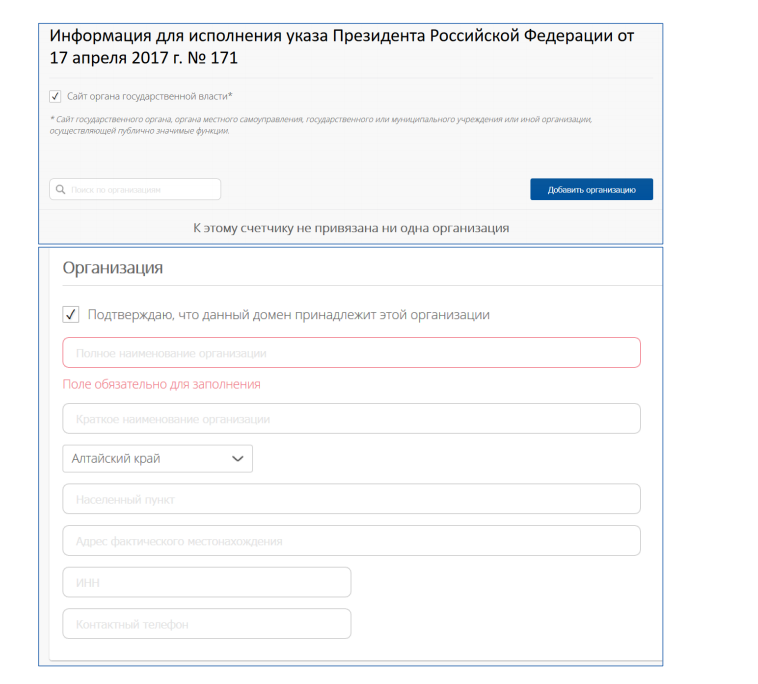 Информация для исполнения указа Президента Российской Федерации от
17 апреля 2017 г. № 171
Сайт органа государственной власти*
* Сайт государственного органа, органа местного самоуправления, государственного или муниципального учреждения или иной организации,
осуществляющей публично значимые функции.
Поиск по организациям
Добавить организацию
К этому счетчику не привязана ни одна организация
Организация
Подтверждаю, что данный домен принадлежит этой организации
Полное наименование организации
Поле обязательно для заполнения
Краткое наименование организации
Алтайский край
Населенный пункт
Адрес фактического местонахождения
ИНН
Контактный телефон